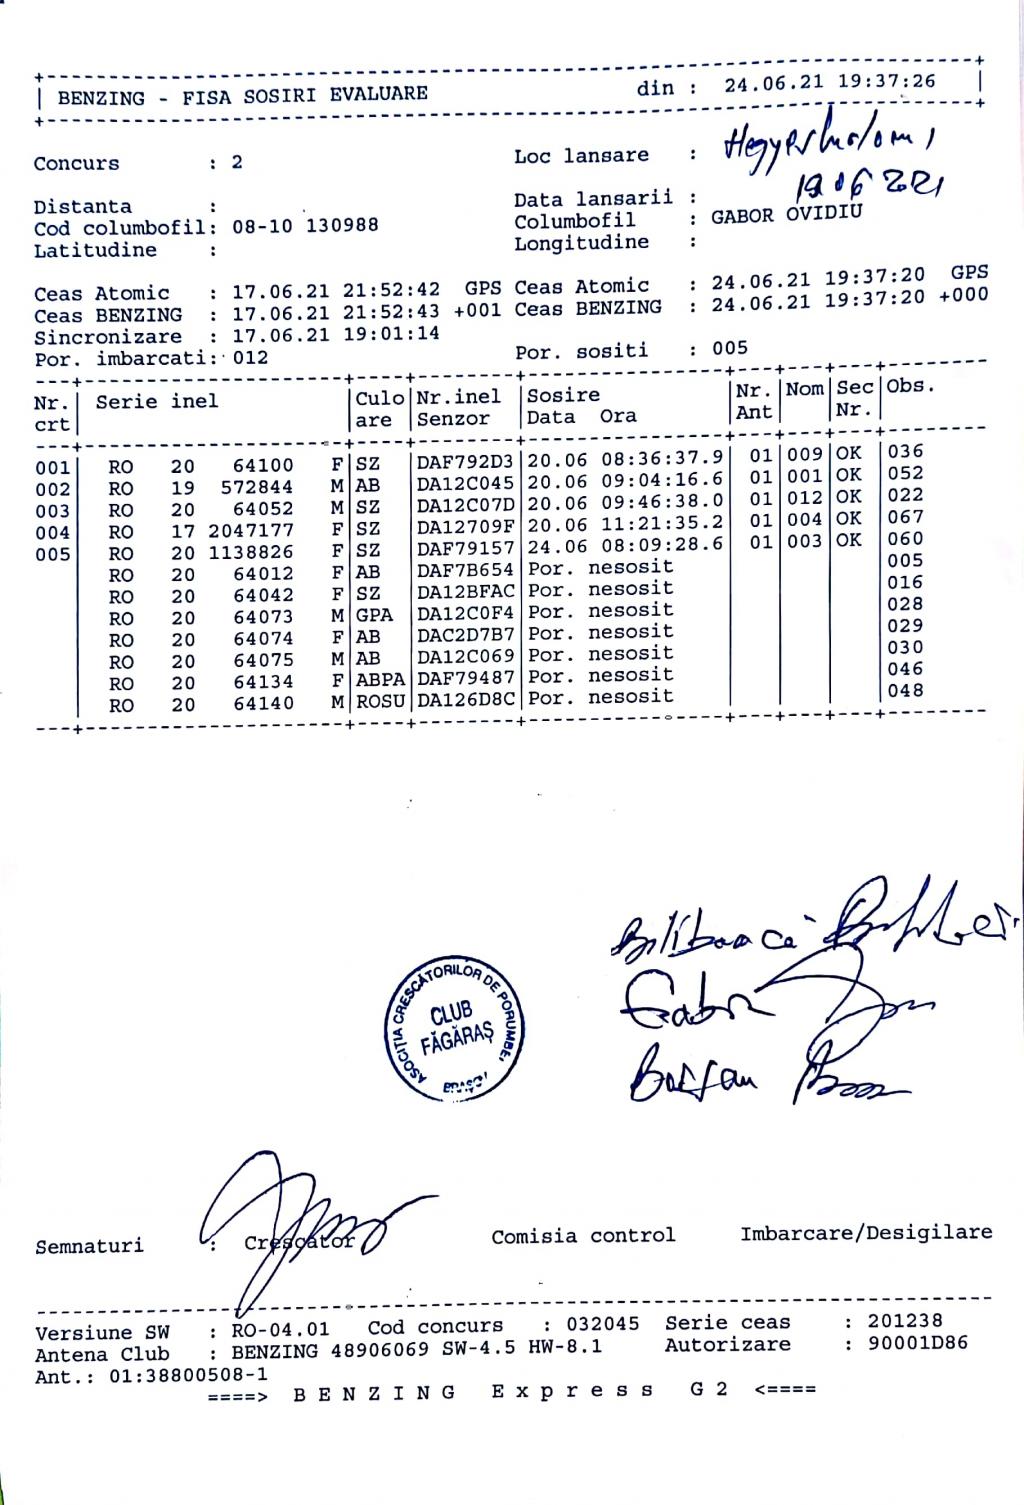 +---------------------------------------------------------------------------+
| BENZING - FISA SOSIRI EVALUARE din : 24.06.21 19:37:26 |
+---------------------------------------------------------------------------+
Concurs : 2 Loc lansare :
Distanta : Data lansarii : 19 06 2021
Cod columbofil: 08-10 130988 Columbofil : GABOR OVIDIU
Latitudine : Longitudine :
Ceas Atomic : 17.06.21 21:52:42 GPS Ceas Atomic : 24.06.21 19:37:20 GPS
Ceas BENZING : 17.06.21 21:52:43 +001 Ceas BENZING : 24.06.21 19:37:20 +000
Sincronizare : 17.06.21 19:01:14
Por. imbarcati: 012 Por. sositi : 005
Nr. | Serie inel | Culo | Nr.inel | Sosire | Nr. | Nom | Sec | Obs.
crt | | are | Senzor | Data Ora | Ant | | Nr. |
001 | RO 20 64100 F | SZ | DAF792D3 | 20.06 08:36:37.9 | 01 | 009 | OK | 036
002 | RO 19 572844 M | AB | DA12C045 | 20.06 09:04:16.6 | 01 | 001 | OK | 052
003 | RO 20 64052 M | SZ | DA12C07D | 20.06 09:46:38.0 | 01 | 012 | OK | 022
004 | RO 17 2047177 F | SZ | DA12709F | 20.06 11:21:35.2 | 01 | 004 | OK | 067
005 | RO 20 1138826 F | SZ | DAF79157 | 24.06 08:09:28.6 | 01 | 003 | OK | 060
| RO 20 64012 F | AB | DAF7B654 | Por. nesosit | | | | 005
| RO 20 64042 F | SZ | DA12BFAC | Por. nesosit | | | | 016
| RO 20 64073 M | GPA | DA12C0F4 | Por. nesosit | | | | 028
| RO 20 64074 F | AB | DAC2D7B7 | Por. nesosit | | | | 029
| RO 20 64075 M | AB | DA12C069 | Por. nesosit | | | | 030
| RO 20 64134 F | ABPA | DAF79487 | Por. nesosit | | | | 046
| RO 20 64140 M | ROSU | DA126D8C | Por. nesosit | | | | 048
Gabor
ASOCIȚIA CRESCĂTORILOR DE PORUMBEI
CLUB
FĂGĂRAȘ
BRAȘOV
Semnaturi : Crescator Comisia control Imbarcare/Desigilare
Versiune SW : RO-04.01 Cod concurs : 032045 Serie ceas : 201238
Antena Club : BENZING 48906069 SW-4.5 HW-8.1 Autorizare : 90001D86
Ant.: 01:38800508-1
====> B E N Z I N G E x p r e s s G 2 <====